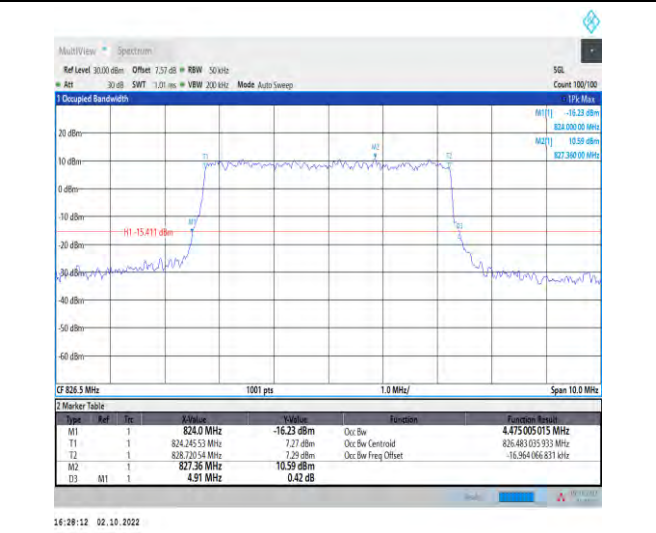 MultiView Spectrum
Ref Level 30.00 dBm Offset 7.57 dB RBW 50 kHz SGL
Att 30 dB SWT 1.01 ms VBW 200 kHz Mode Auto Sweep Count 100/100
1 Occupied Bandwidth 1Pk Max
M1[1] -16.23 dBm
824.000 00 MHz
20 dBm
M2[1] 10.59 dBm
M2
827.360 00 MHz
T1 T2
10 dBm
0 dBm
-10 dBm
M1
H1 -15.411 dBm
D3
-20 dBm
-30 dBm
-40 dBm
-50 dBm
-60 dBm
CF 826.5 MHz 1001 pts 1.0 MHz/ Span 10.0 MHz
2 Marker Table
Type Ref Trc X-Value Y-Value Function Function Result
M1 1 824.0 MHz -16.23 dBm Occ Bw 4.475 005 015 MHz
T1 1 824.245 53 MHz 7.27 dBm Occ Bw Centroid 826.483 035 933 MHz
T2 1 828.720 54 MHz 7.29 dBm Occ Bw Freq Offset -16.964 066 831 kHz
M2 1 827.36 MHz 10.59 dBm
D3 M1 1 4.91 MHz 0.42 dB
16:28:12 02.10.2022